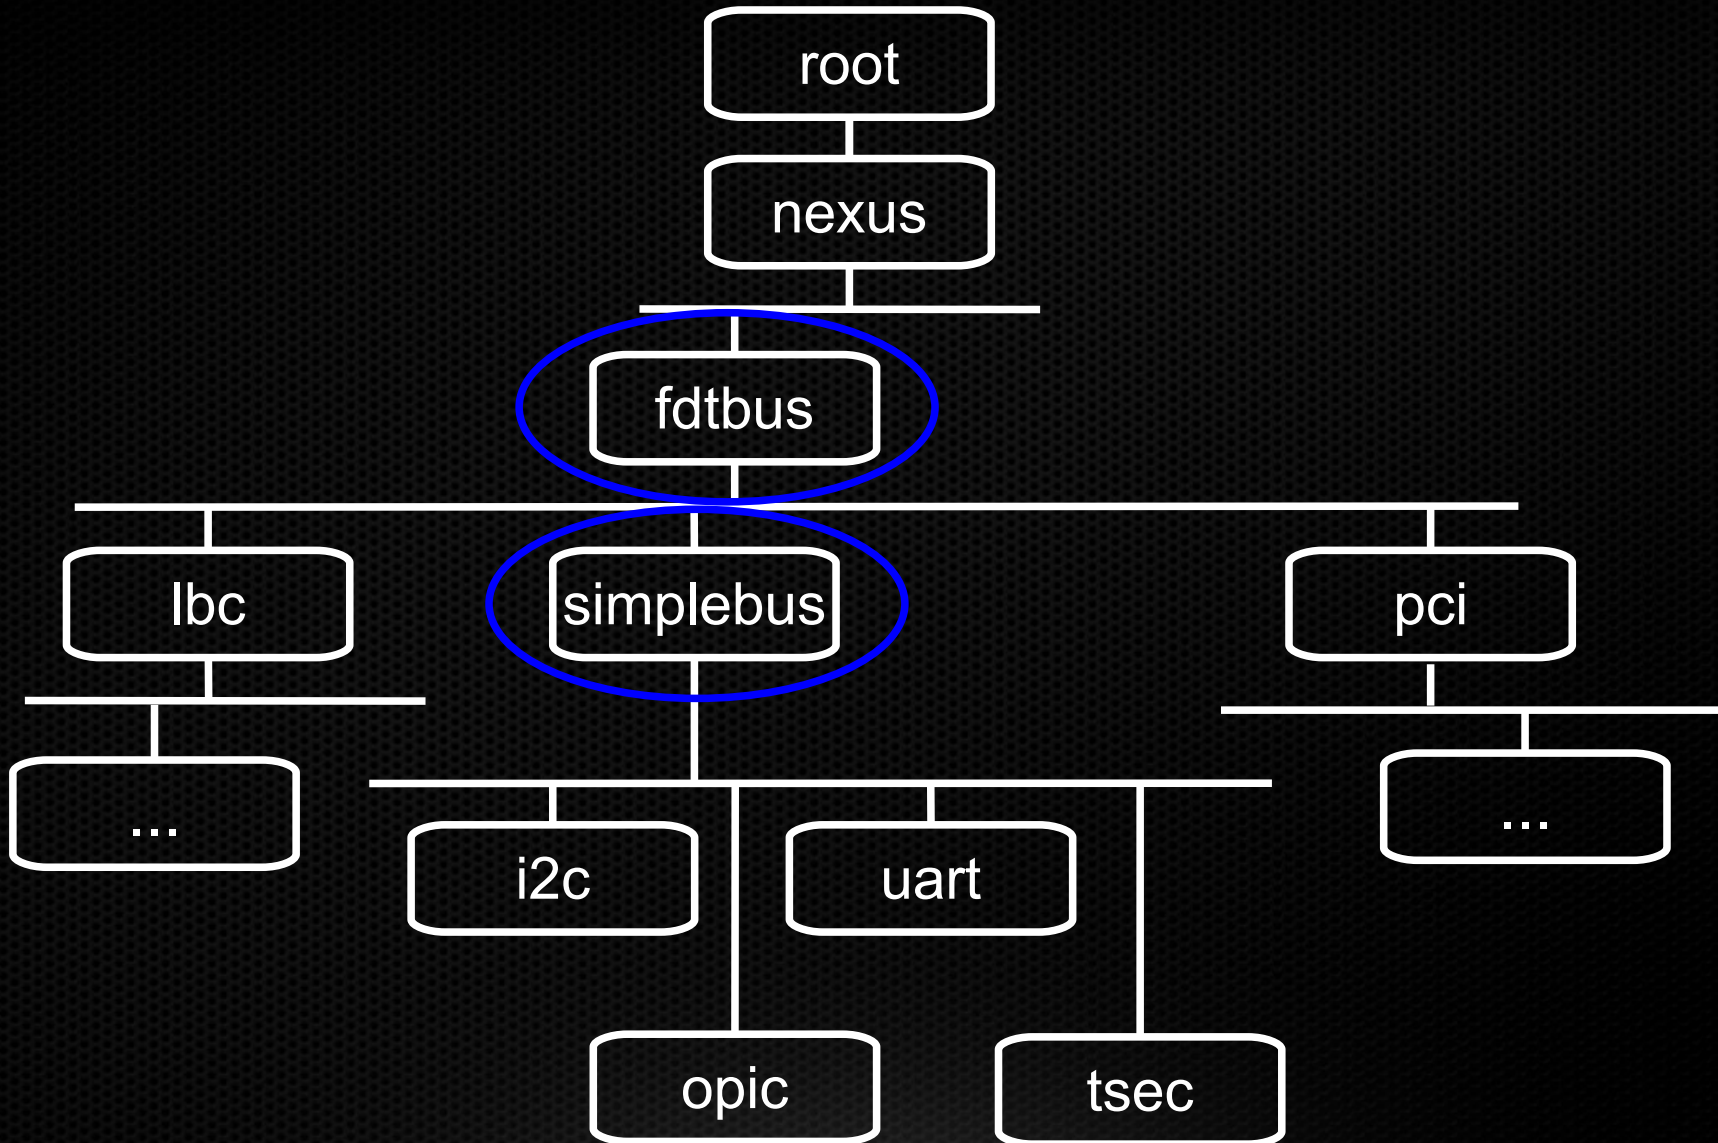 root
nexus
fdtbus
lbc
simplebus
pci
...
...
i2c
uart
opic
tsec